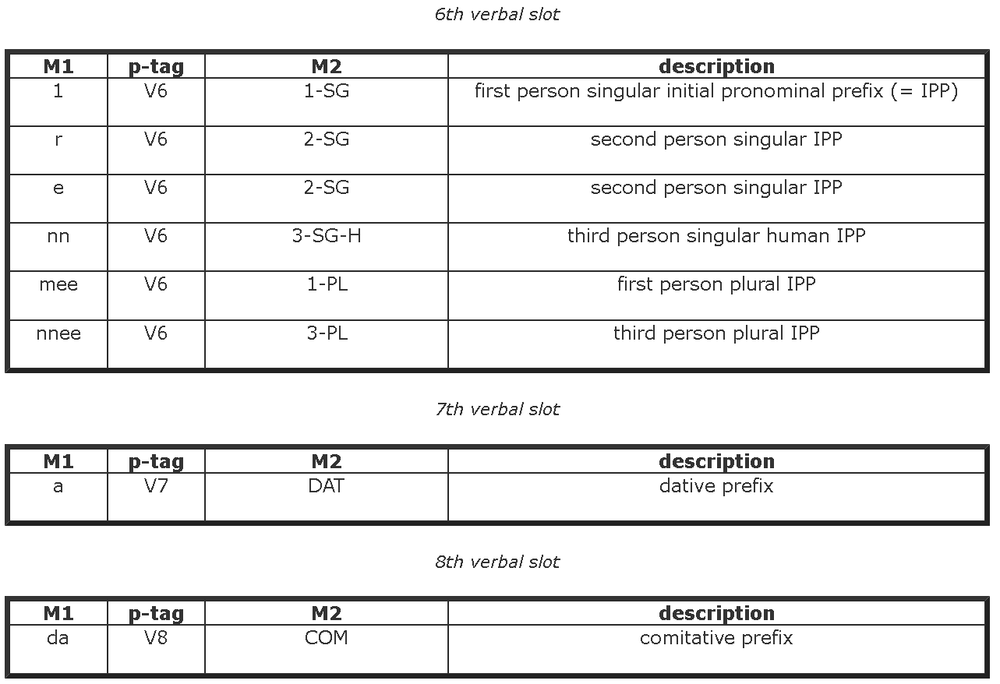 6th verbal slot
M1 p-tag M2 description
1 V6 1-SG first person singular initial pronominal prefix (= IPP)
r V6 2-SG second person singular IPP
e V6 2-SG second person singular IPP
nn V6 3-SG-H third person singular human IPP
mee V6 1-PL first person plural IPP
nnee V6 3-PL third person plural IPP
7th verbal slot
M1 p-tag M2 description
a V7 DAT dative prefix
8th verbal slot
M1 p-tag M2 description
da V8 COM comitative prefix